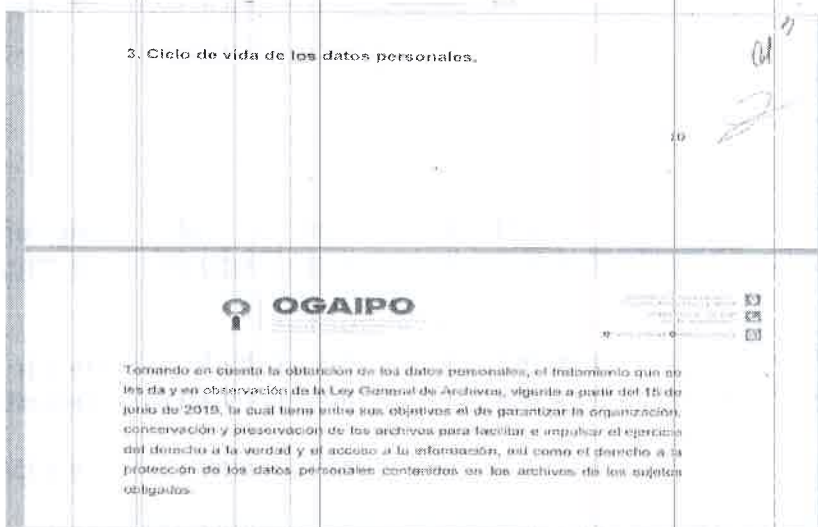 3. Ciclo de vida de los datos personales.
10
OGAIPO
Tomando en cuenta la obtención de los datos personales, el tratamiento que se
les da y en observación de la Ley General de Archivos, vigente a partir del 15 de
junio de 2019, la cual tiene entre sus objetivos el de garantizar la organización,
conservación y preservación de los archivos para facilitar e impulsar el ejercicio
del derecho a la verdad y el acceso a la información, así como el derecho a la
protección de los datos personales contenidos en los archivos de los sujetos
obligados.